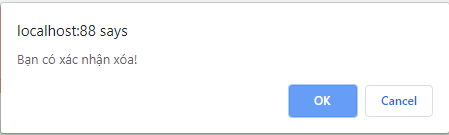 localhost:88 says
Bạn có xác nhận xóa!
OK
Cancel